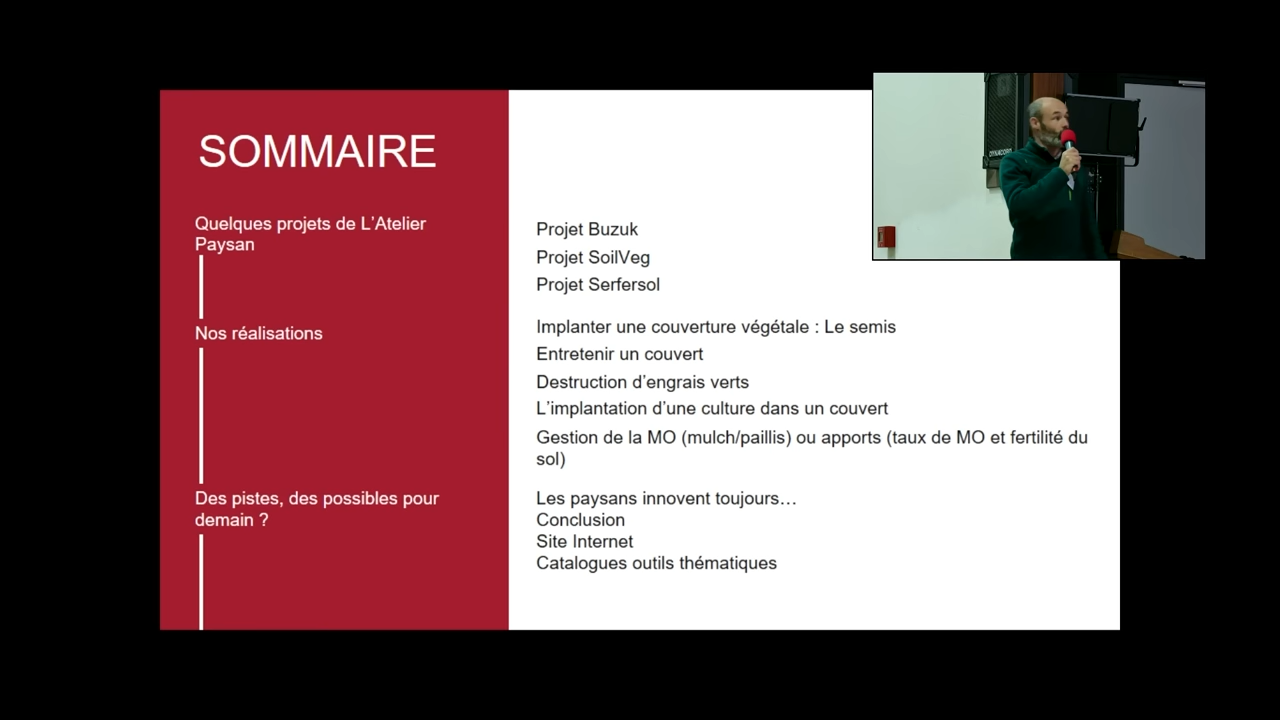 SOMMAIRE
Quelques projets de L'Atelier
Paysan
Projet Buzuk
Projet SoilVeg
Projet Serfersol
Nos réalisations
Implanter une couverture végétale : Le semis
Entretenir un couvert
Destruction d'engrais verts
L'implantation d'une culture dans un couvert
Gestion de la MO (mulch/paillis) ou apports (taux de MO et fertilité du
sol)
Des pistes, des possibles pour
demain ?
Les paysans innovent toujours…
Conclusion
Site Internet
Catalogues outils thématiques